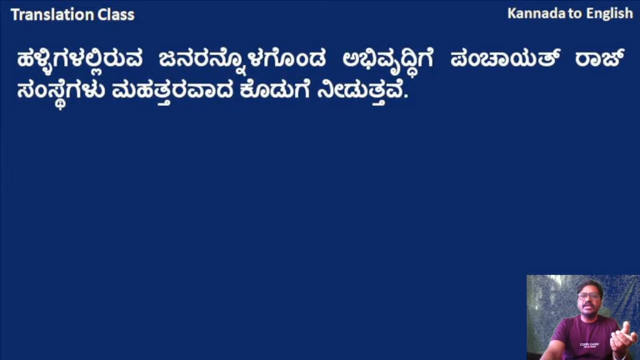 Translation Class
Kannada to English
ಹಳ್ಳಿಗಳಲ್ಲಿರುವ ಜನರನ್ನೊಳಗೊಂಡ ಅಭಿವೃದ್ಧಿಗೆ ಪಂಚಾಯತ್ ರಾಜ್
ಸಂಸ್ಥೆಗಳು ಮಹತ್ತರವಾದ ಕೊಡುಗೆ ನೀಡುತ್ತವೆ.